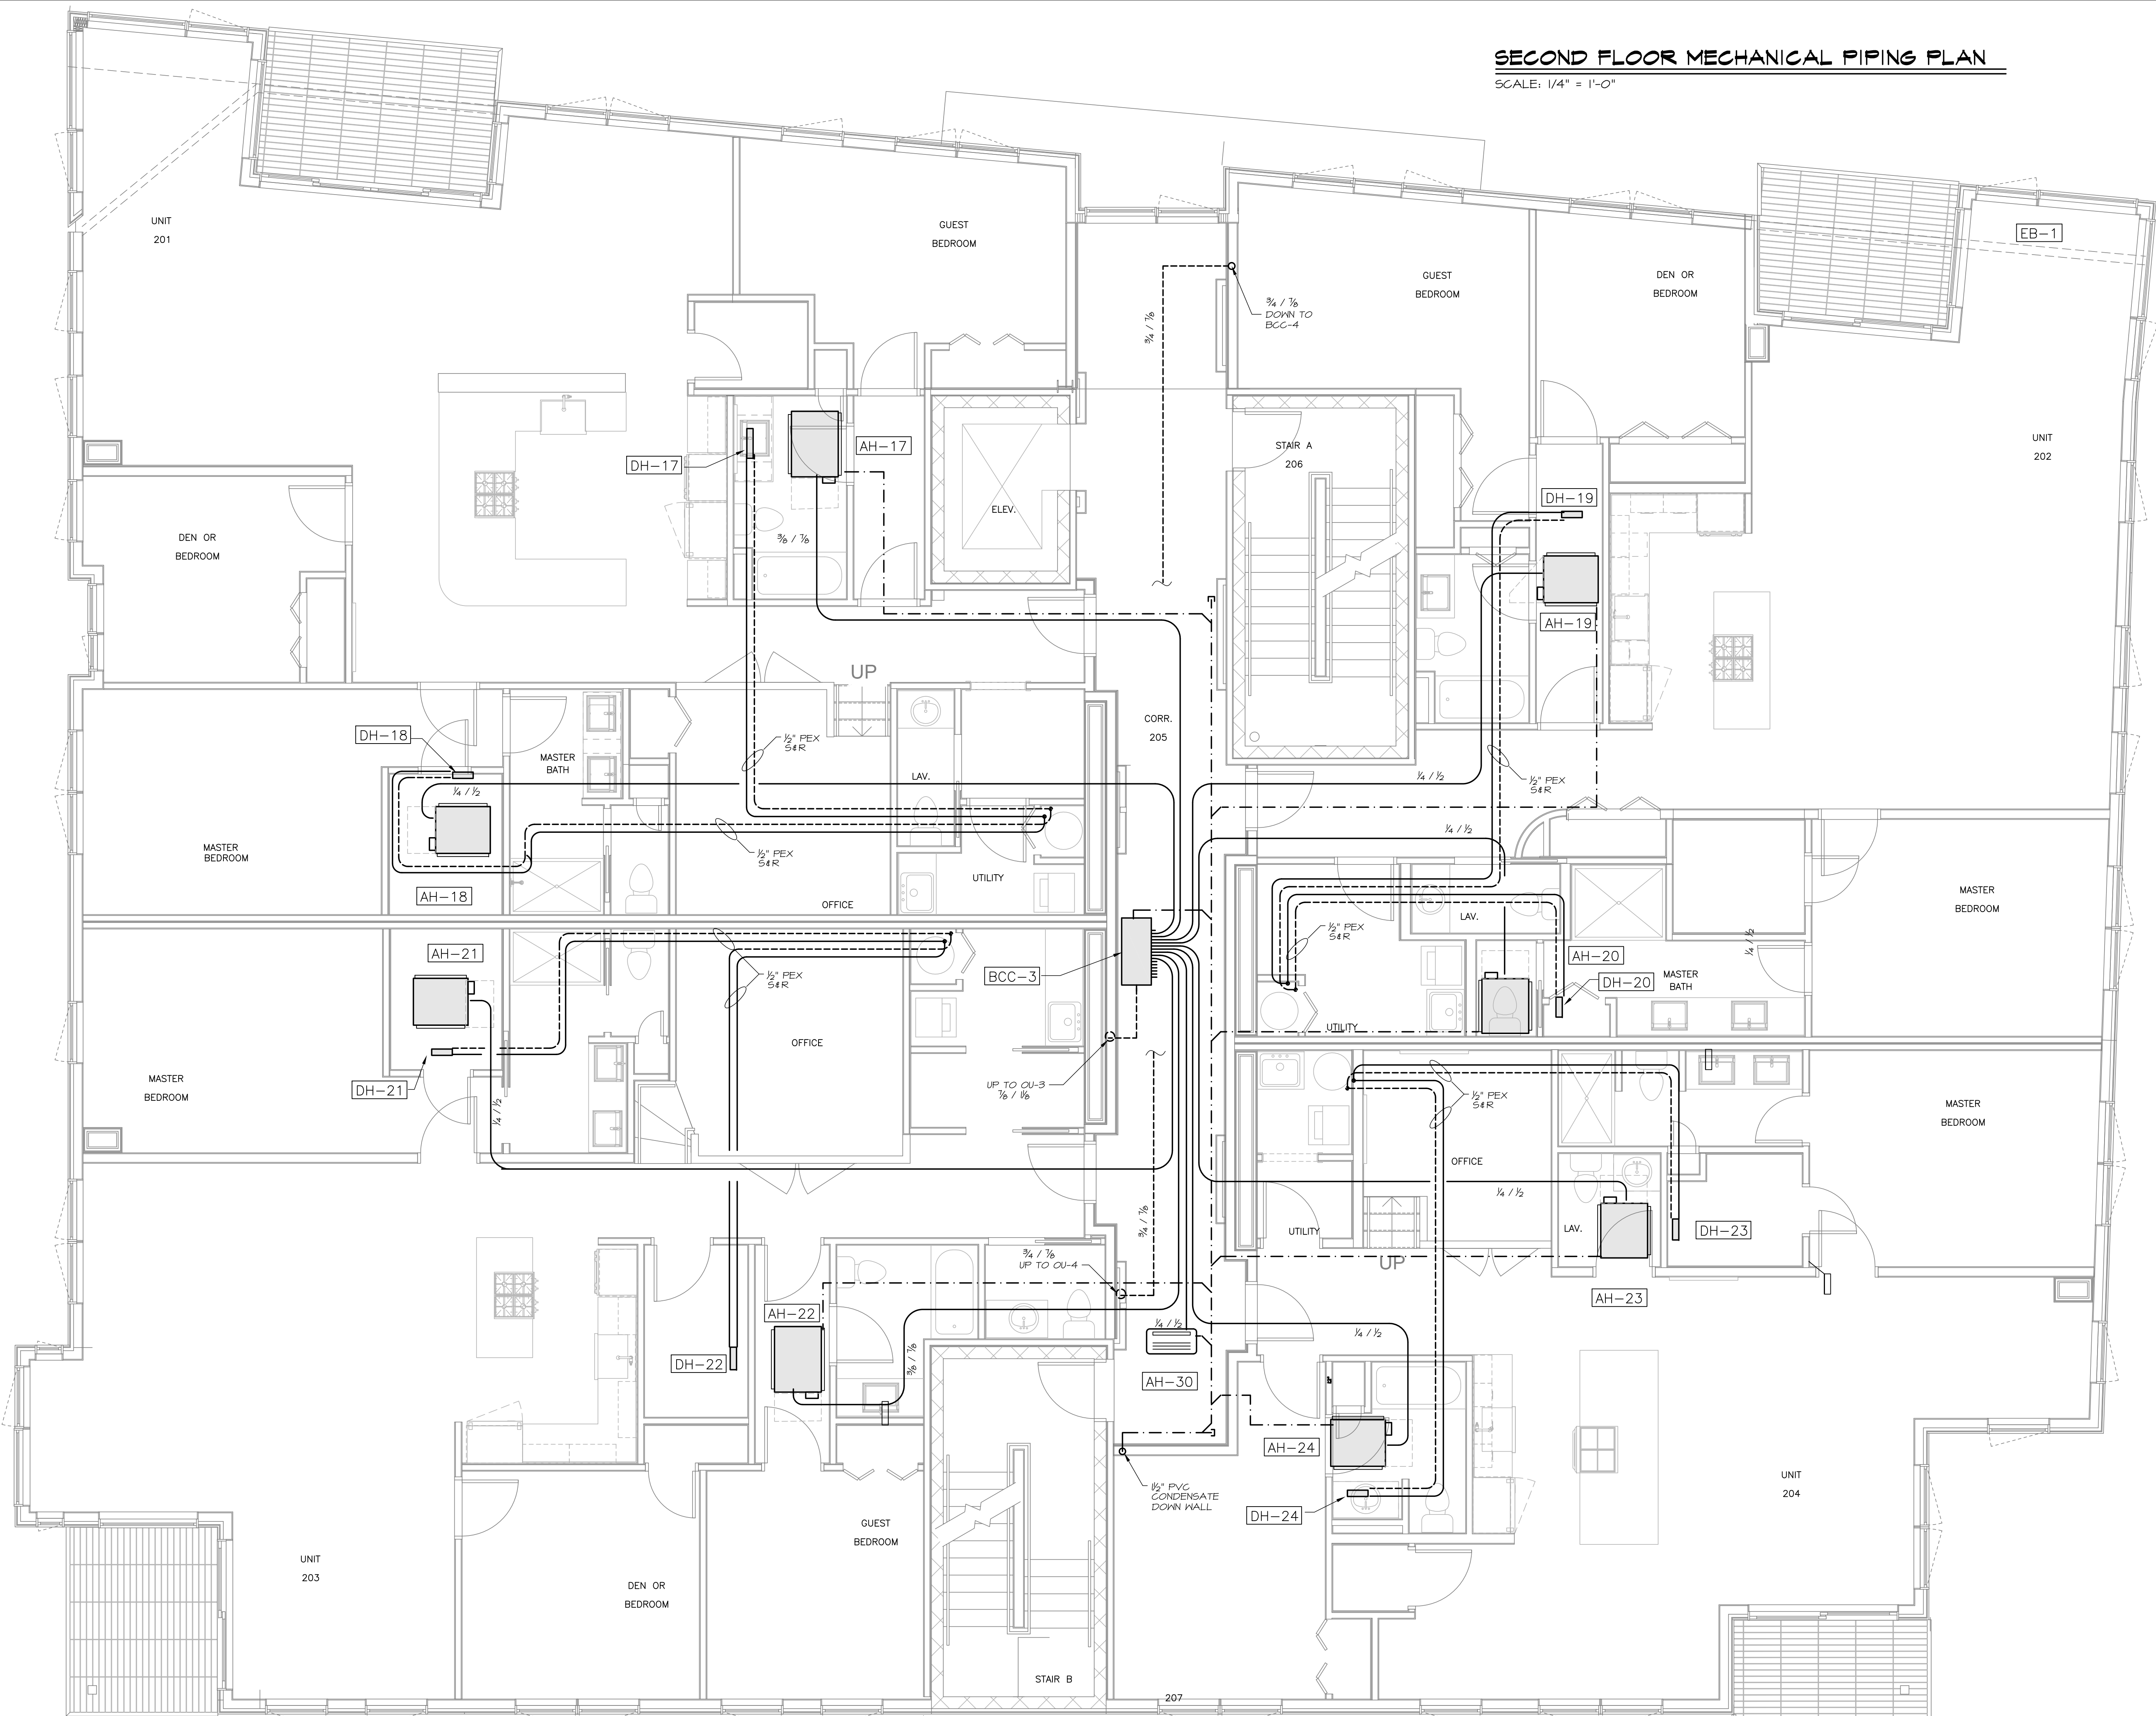 SECOND FLOOR MECHANICAL PIPING PLAN
SCALE: 1/4" = 1'-0"
UNIT
201
GUEST
BEDROOM
EB-1
GUEST
BEDROOM
DEN OR
BEDROOM
3/4 / 7/8
DOWN TO
BCC-4
3/4 / 7/8
UNIT
202
AH-17
DH-17
STAIR A
206
ELEV.
DH-19
DEN OR
BEDROOM
3/8 / 7/8
AH-19
UP
CORR.
205
DH-18
1/2" PEX
S&R
MASTER
BATH
LAV.
1/4 / 1/2
1/4 / 1/2
1/2" PEX
S&R
1/4 / 1/2
MASTER
BEDROOM
1/2" PEX
S&R
UTILITY
AH-18
OFFICE
MASTER
BEDROOM
LAV.
1/2" PEX
S&R
1/4 / 1/2
AH-21
AH-20
MASTER
BATH
1/2" PEX
S&R
BCC-3
DH-20
UTILITY
OFFICE
UP TO OU-3
7/8 / 1 1/8
DH-21
MASTER
BEDROOM
1/4 / 1/2
1/2" PEX
S&R
MASTER
BEDROOM
OFFICE
1/4 / 1/2
3/4 / 7/8
UTILITY
LAV.
DH-23
3/4 / 7/8
UP TO OU-4
UP
AH-23
AH-22
1/4 / 1/2
1/4 / 1/2
DH-22
3/8 / 7/8
AH-30
AH-24
1 1/2" PVC
CONDENSATE
DOWN WALL
DH-24
UNIT
204
GUEST
BEDROOM
UNIT
203
DEN OR
BEDROOM
STAIR B
207